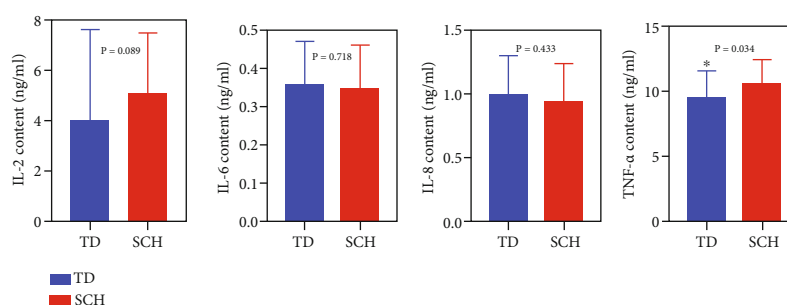 IL-2 content (ng/ml)
8
6
4
2
0
P = 0.089
TD SCH
IL-6 content (ng/ml)
0.5
0.4
0.3
0.2
0.1
0.0
P = 0.718
TD SCH
IL-8 content (ng/ml)
1.5
1.0
0.5
0.0
P = 0.433
TD SCH
TNF-α content (ng/ml)
15
10
5
0
P = 0.034
*
TD SCH
TD
SCH